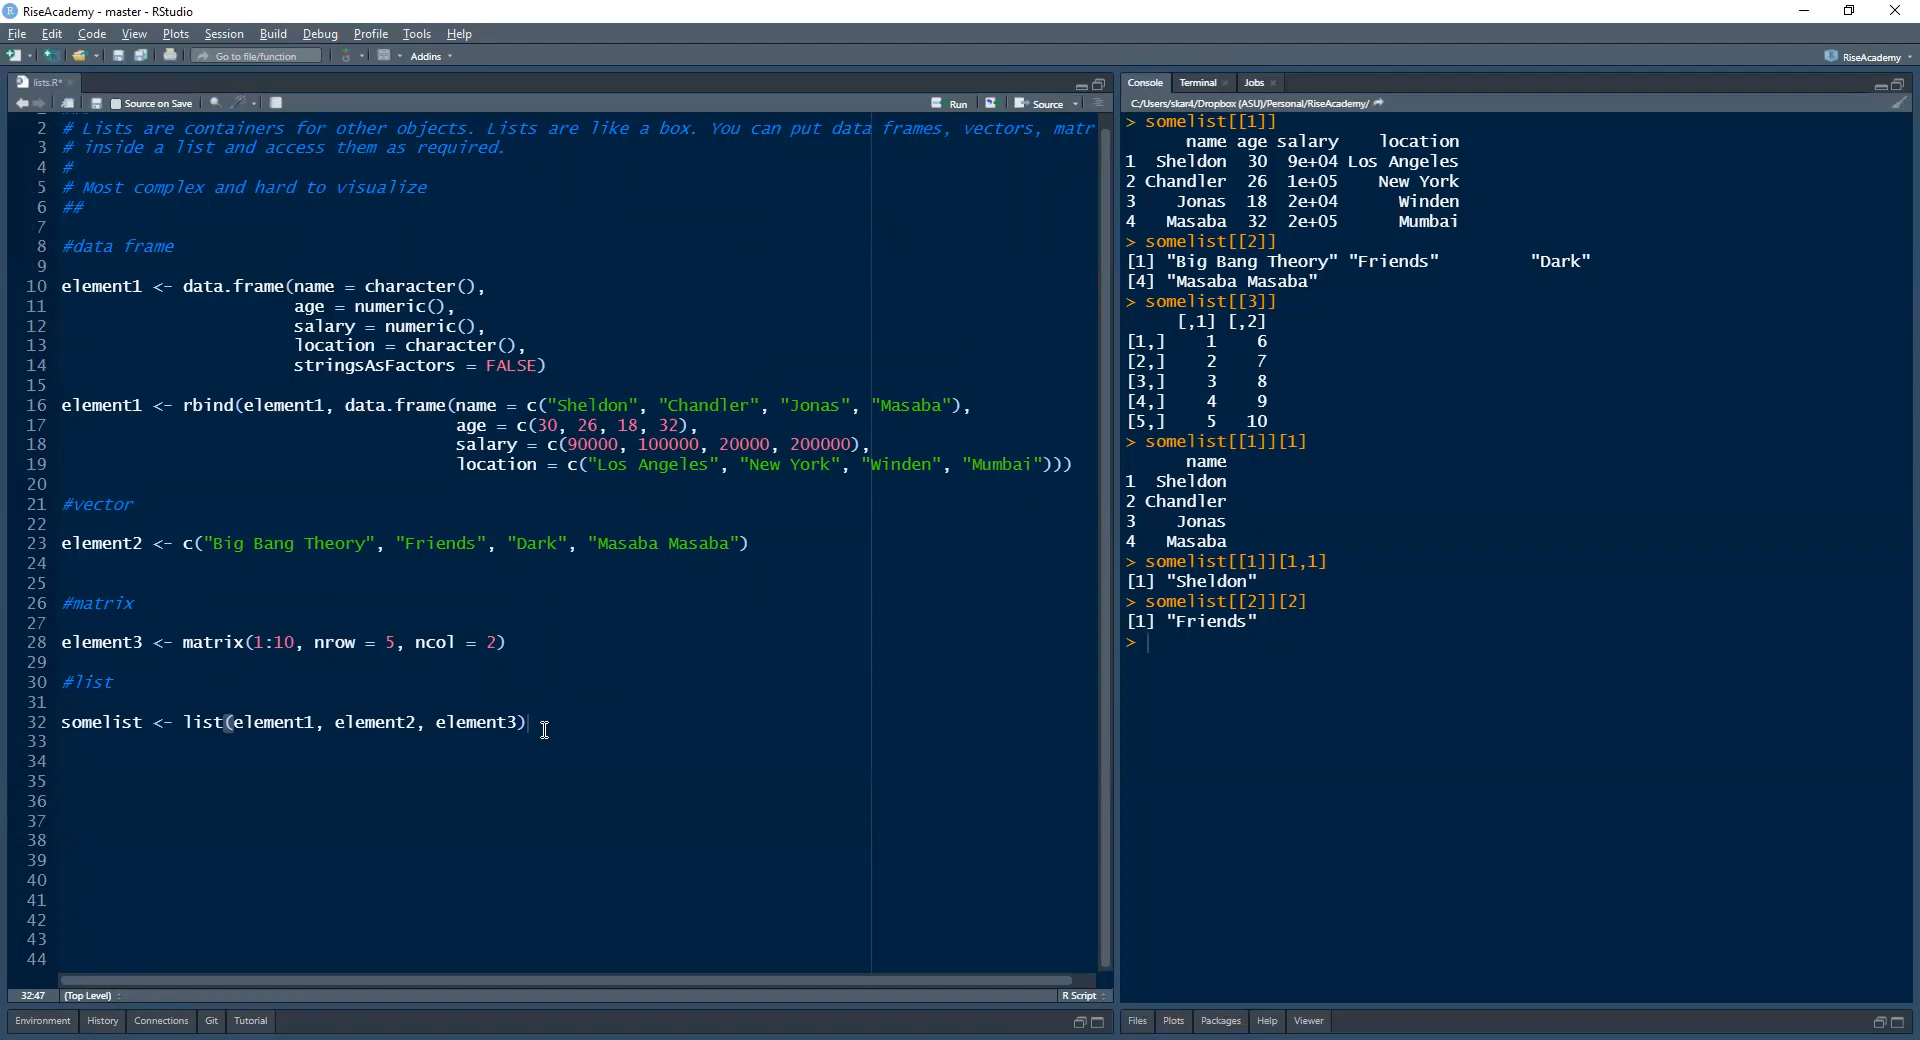 RiseAcademy - master - RStudio
File Edit Code View Plots Session Build Debug Profile Tools Help
Go to file/function Addins RiseAcademy
lists.R*
Source on Save Run Source
2 # Lists are containers for other objects. Lists are like a box. You can put data frames, vectors, matr
3 # inside a list and access them as required.
4 #
5 # Most complex and hard to visualize
6 ##
7
8 #data frame
9
10 element1 <- data.frame(name = character(),
11 age = numeric(),
12 salary = numeric(),
13 location = character(),
14 stringsAsFactors = FALSE)
15
16 element1 <- rbind(element1, data.frame(name = c("Sheldon", "Chandler", "Jonas", "Masaba"),
17 age = c(30, 26, 18, 32),
18 salary = c(90000, 100000, 20000, 200000),
19 location = c("Los Angeles", "New York", "Winden", "Mumbai")))
20
21 #vector
22
23 element2 <- c("Big Bang Theory", "Friends", "Dark", "Masaba Masaba")
24
25
26 #matrix
27
28 element3 <- matrix(1:10, nrow = 5, ncol = 2)
29
30 #list
31
32 somelist <- list(element1, element2, element3)
33
34
35
36
37
38
39
40
41
42
43
44
32:47 (Top Level) R Script
Environment History Connections Git Tutorial
Console Terminal Jobs
C:/Users/skar4/Dropbox (ASU)/Personal/RiseAcademy/
> somelist[[1]]
name age salary location
1 Sheldon 30 9e+04 Los Angeles
2 Chandler 26 1e+05 New York
3 Jonas 18 2e+04 Winden
4 Masaba 32 2e+05 Mumbai
> somelist[[2]]
[1] "Big Bang Theory" "Friends" "Dark"
[4] "Masaba Masaba"
> somelist[[3]]
[,1] [,2]
[1,] 1 6
[2,] 2 7
[3,] 3 8
[4,] 4 9
[5,] 5 10
> somelist[[1]][1]
name
1 Sheldon
2 Chandler
3 Jonas
4 Masaba
> somelist[[1]][1,1]
[1] "Sheldon"
> somelist[[2]][2]
[1] "Friends"
>
Files Plots Packages Help Viewer